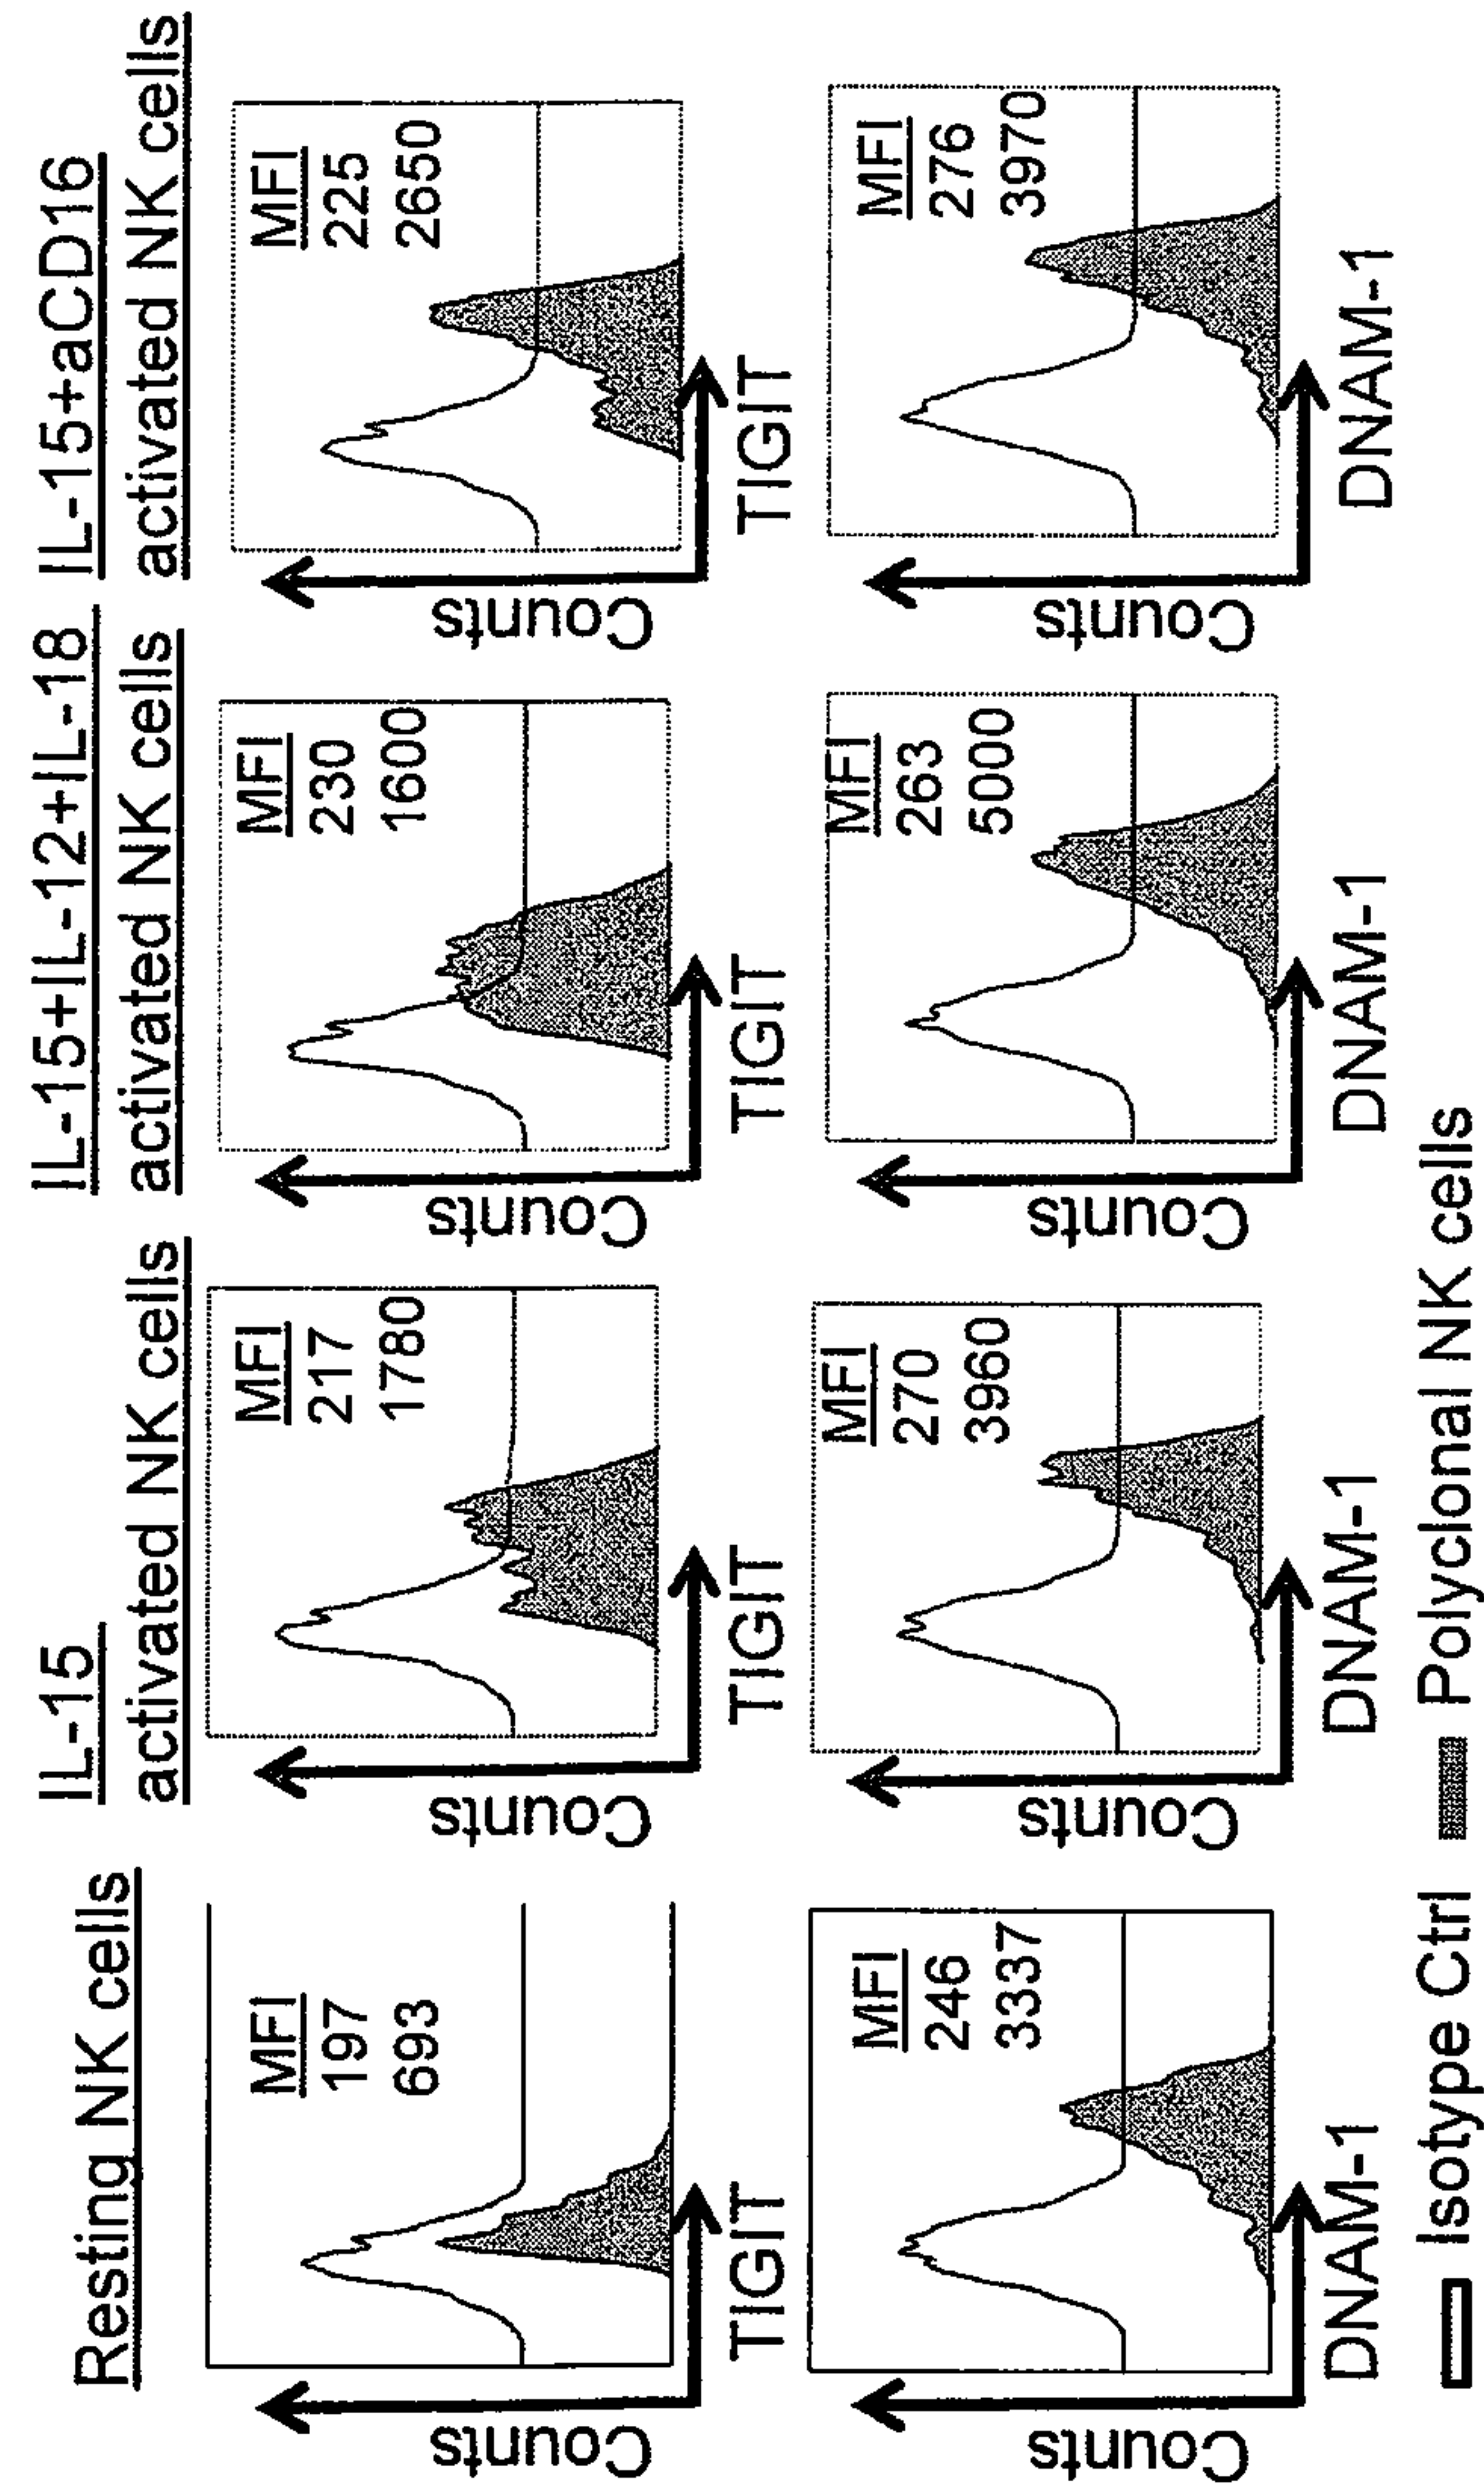 Resting NK cells
IL-15
activated NK cells
IL-15+IL-12+IL-18
activated NK cells
IL-15+aCD16
activated NK cells
Counts
MFI
197
693
TIGIT
Counts
MFI
217
1780
TIGIT
Counts
MFI
230
1600
TIGIT
Counts
MFI
225
2650
TIGIT
Counts
MFI
246
3337
DNAM-1
Counts
MFI
270
3960
DNAM-1
Counts
MFI
263
5000
DNAM-1
Counts
MFI
276
3970
DNAM-1
Isotype Ctrl
Polyclonal NK cells